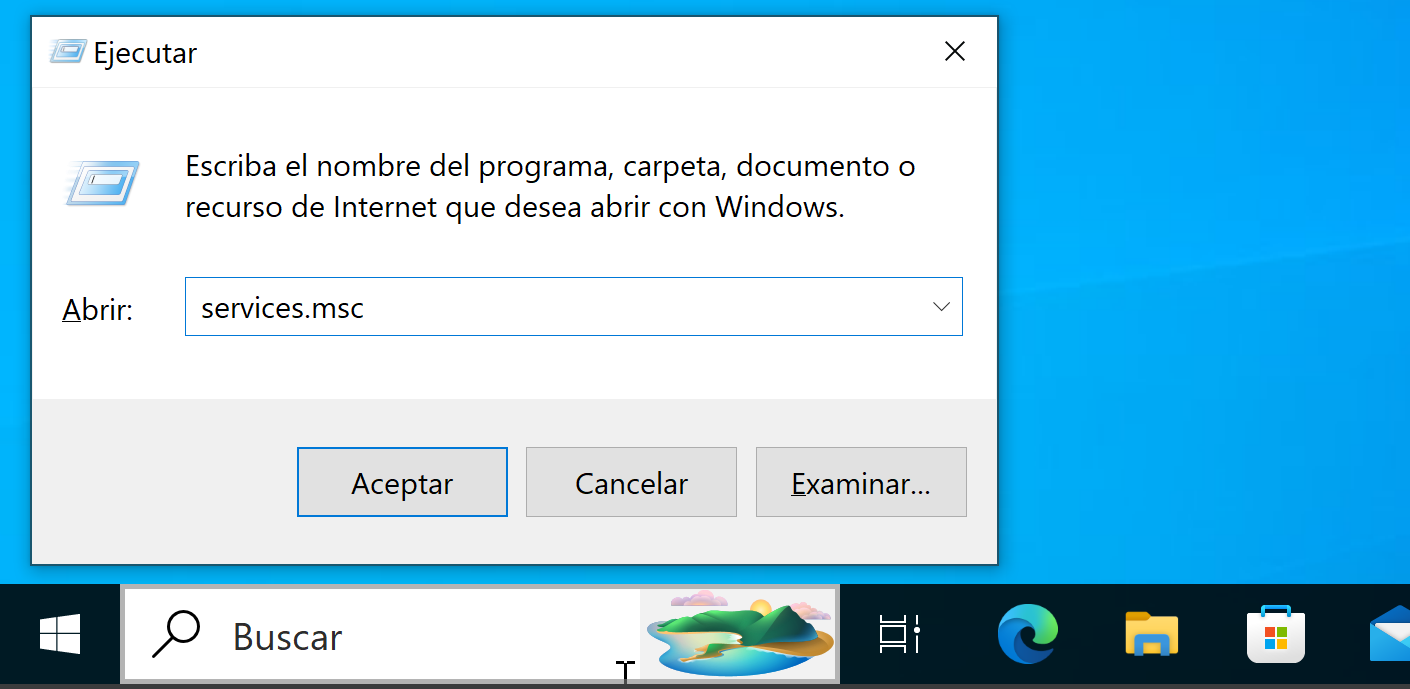 Ejecutar
Escriba el nombre del programa, carpeta, documento o
recurso de Internet que desea abrir con Windows.
Abrir:
services.msc
Aceptar
Cancelar
Examinar...
Buscar